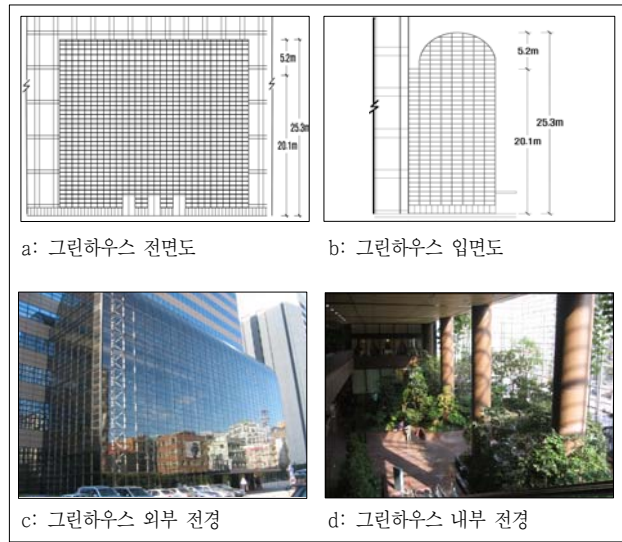 5.2m
25.3m
20.1m
5.2m
25.3m
20.1m
a: 그린하우스 전면도
b: 그린하우스 입면도
c: 그린하우스 외부 전경
d: 그린하우스 내부 전경